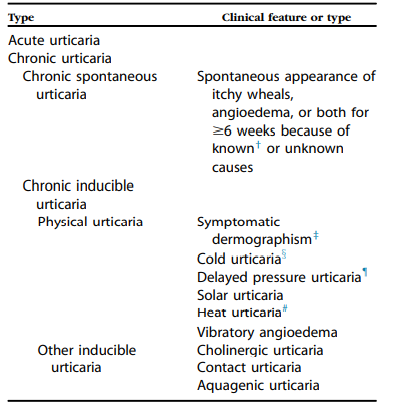 Type Clinical feature or type
Acute urticaria
Chronic urticaria
Chronic spontaneous Spontaneous appearance of
urticaria itchy wheals,
angioedema, or both for
≥6 weeks because of
known† or unknown
causes
Chronic inducible
urticaria
Physical urticaria Symptomatic
dermographism‡
Cold urticaria§
Delayed pressure urticaria¶
Solar urticaria
Heat urticaria#
Vibratory angioedema
Other inducible Cholinergic urticaria
urticaria Contact urticaria
Aquagenic urticaria